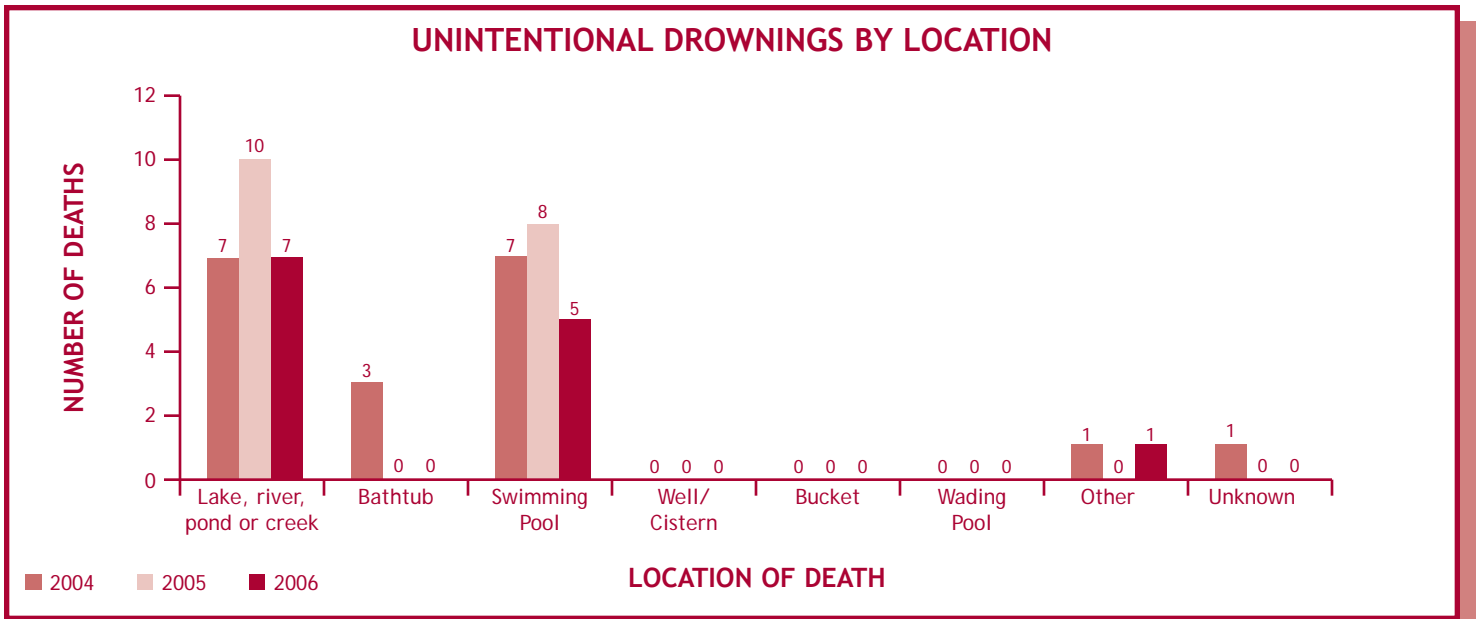 UNINTENTIONAL DROWNINGS BY LOCATION
NUMBER OF DEATHS
12
10
8
6
4
2
0
7
10
7
3
0
0
7
8
5
0
0
0
0
0
0
0
0
0
1
0
1
1
0
0
Lake, river,
pond or creek
Bathtub
Swimming
Pool
Well/
Cistern
Bucket
Wading
Pool
Other
Unknown
LOCATION OF DEATH
2004
2005
2006